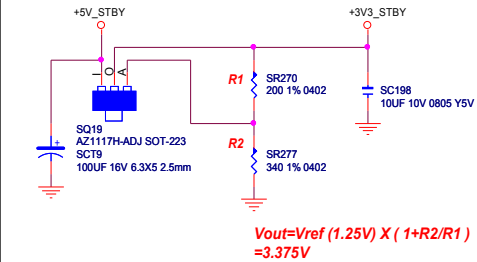 +5V_STBY
+3V3_STBY
I
O
A
R1
SR270
200 1% 0402
SC198
10UF 10V 0805 Y5V
SQ19
AZ1117H-ADJ SOT-223
SCT9
100UF 16V 6.3X5 2.5mm
+
R2
SR277
340 1% 0402
Vout=Vref (1.25V) X ( 1+R2/R1 )
=3.375V